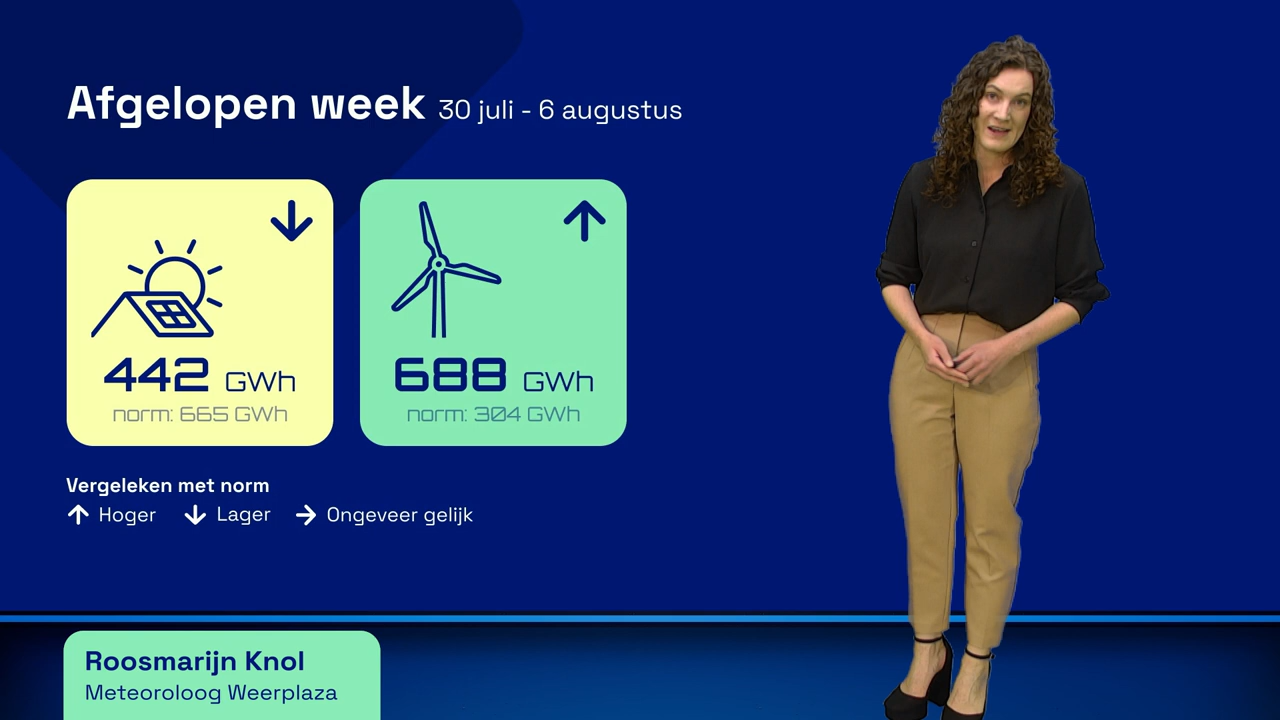 Afgelopen week 30 juli - 6 augustus
442 GWh
norm: 665 GWh
688 GWh
norm: 304 GWh
Vergeleken met norm
Hoger Lager Ongeveer gelijk
Roosmarijn Knol
Meteoroloog Weerplaza